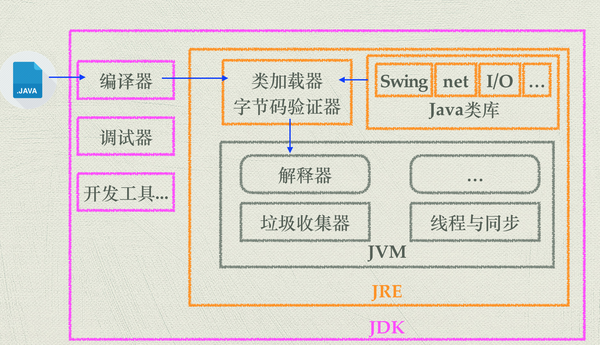 .JAVA
编译器
调试器
开发工具...
类加载器
字节码验证器
Swing
net
I/O
...
Java类库
解释器
...
垃圾收集器
线程与同步
JVM
JRE
JDK